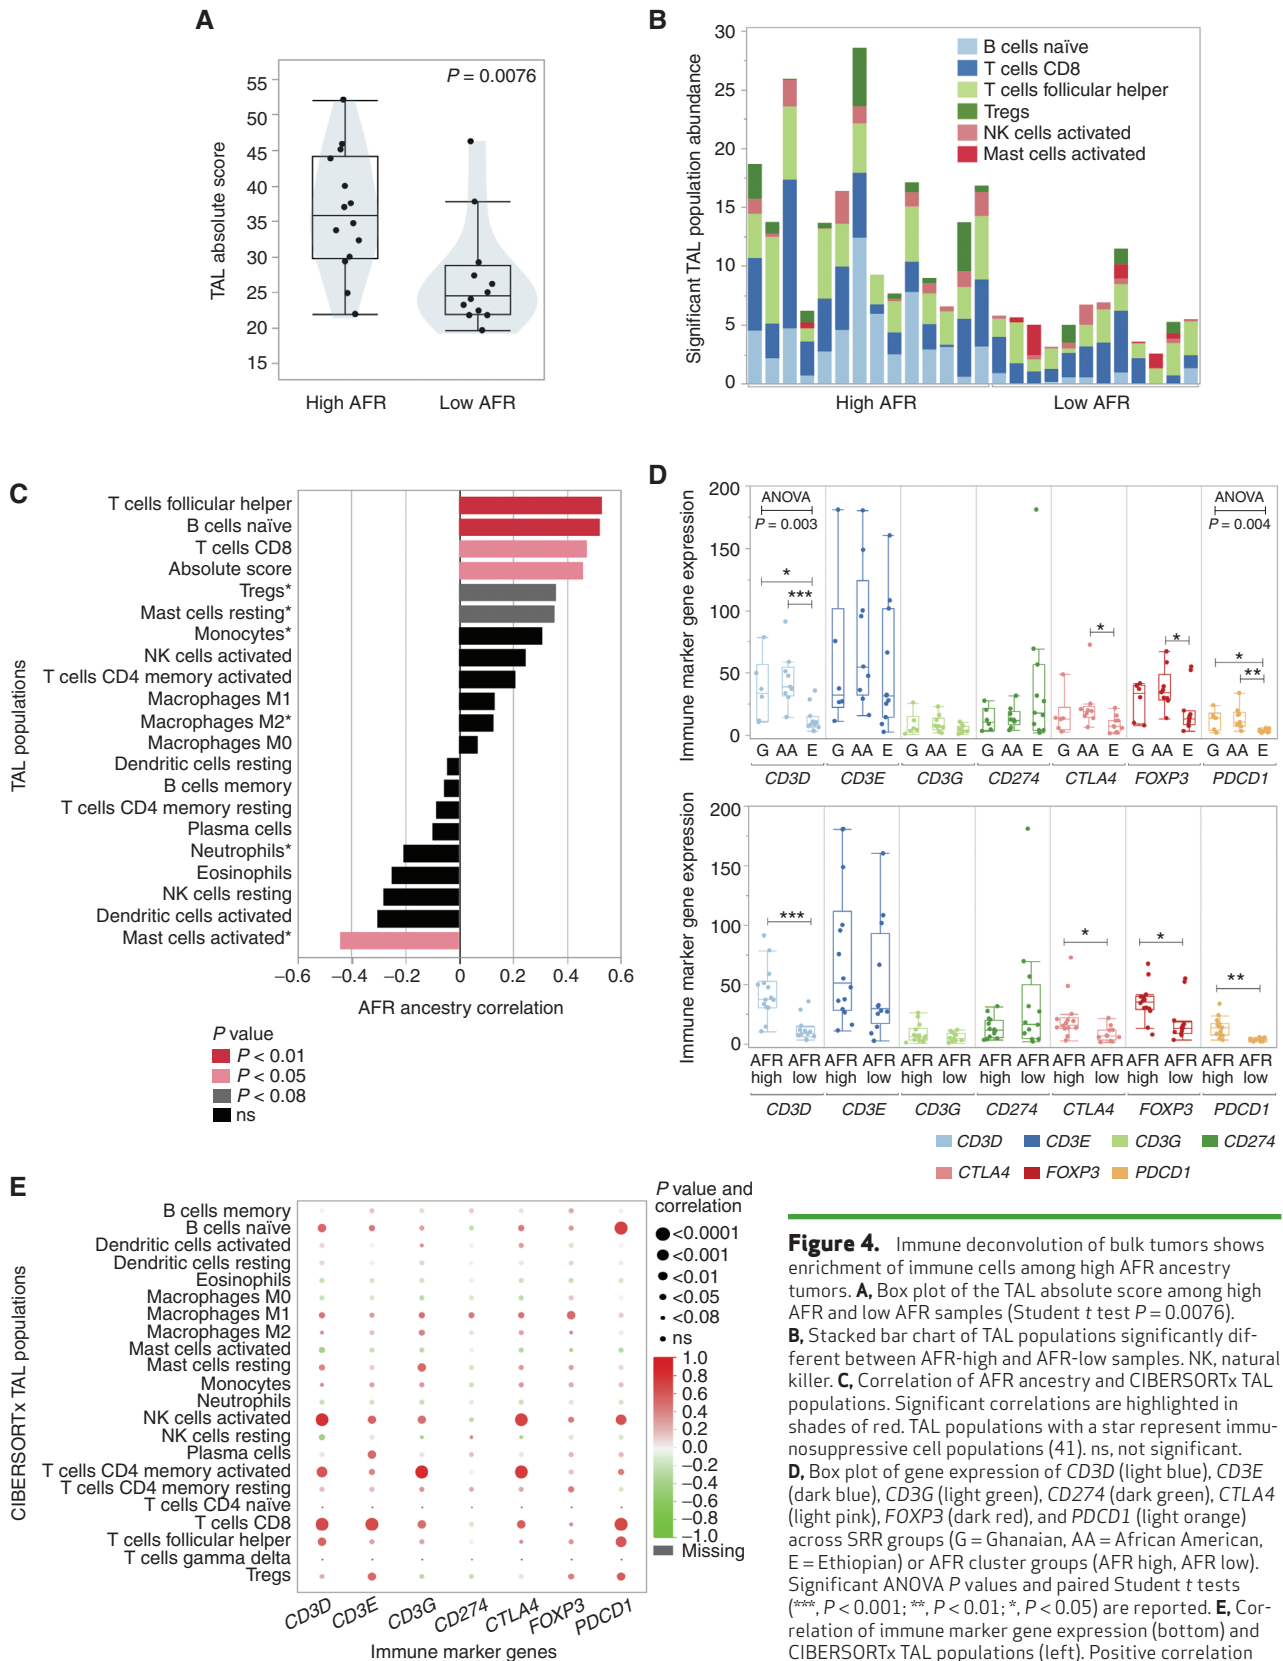 A
P = 0.0076
TAL absolute score
55
50
45
40
35
30
25
20
15
High AFR
Low AFR
B
Significant TAL population abundance
30
25
20
15
10
5
0
B cells naïve
T cells CD8
T cells follicular helper
Tregs
NK cells activated
Mast cells activated
High AFR
Low AFR
C
TAL populations
T cells follicular helper
B cells naïve
T cells CD8
Absolute score
Tregs*
Mast cells resting*
Monocytes*
NK cells activated
T cells CD4 memory activated
Macrophages M1
Macrophages M2*
Macrophages M0
Dendritic cells resting
B cells memory
T cells CD4 memory resting
Plasma cells
Neutrophils*
Eosinophils
NK cells resting
Dendritic cells activated
Mast cells activated*
−0.6 −0.4 −0.2 0 0.2 0.4 0.6
AFR ancestry correlation
P value
P < 0.01
P < 0.05
P < 0.08
ns
D
Immune marker gene expression
200
150
100
50
0
ANOVA
P = 0.003
*
***
*
*
ANOVA
P = 0.004
*
**
G AA E G AA E G AA E G AA E G AA E G AA E G AA E
CD3D CD3E CD3G CD274 CTLA4 FOXP3 PDCD1
Immune marker gene expression
200
150
100
50
0
***
*
*
**
AFR AFR AFR AFR AFR AFR AFR AFR AFR AFR AFR AFR AFR AFR
high low high low high low high low high low high low high low
CD3D CD3E CD3G CD274 CTLA4 FOXP3 PDCD1
CD3D CD3E CD3G CD274
CTLA4 FOXP3 PDCD1
E
CIBERSORTx TAL populations
B cells memory
B cells naïve
Dendritic cells activated
Dendritic cells resting
Eosinophils
Macrophages M0
Macrophages M1
Macrophages M2
Mast cells activated
Mast cells resting
Monocytes
Neutrophils
NK cells activated
NK cells resting
Plasma cells
T cells CD4 memory activated
T cells CD4 memory resting
T cells CD4 naïve
T cells CD8
T cells follicular helper
T cells gamma delta
Tregs
CD3D CD3E CD3G CD274 CTLA4 FOXP3 PDCD1
Immune marker genes
P value and
correlation
<0.0001
<0.001
<0.01
<0.05
<0.08
ns
1.0
0.8
0.6
0.4
0.2
0.0
−0.2
−0.4
−0.6
−0.8
−1.0
Missing
Figure 4. Immune deconvolution of bulk tumors shows
enrichment of immune cells among high AFR ancestry
tumors. A, Box plot of the TAL absolute score among high
AFR and low AFR samples (Student t test P = 0.0076).
B, Stacked bar chart of TAL populations significantly dif-
ferent between AFR-high and AFR-low samples. NK, natural
killer. C, Correlation of AFR ancestry and CIBERSORTx TAL
populations. Significant correlations are highlighted in
shades of red. TAL populations with a star represent immu-
nosuppressive cell populations (41). ns, not significant.
D, Box plot of gene expression of CD3D (light blue), CD3E
(dark blue), CD3G (light green), CD274 (dark green), CTLA4
(light pink), FOXP3 (dark red), and PDCD1 (light orange)
across SRR groups (G = Ghanaian, AA = African American,
E = Ethiopian) or AFR cluster groups (AFR high, AFR low).
Significant ANOVA P values and paired Student t tests
(***, P < 0.001; **, P < 0.01; *, P < 0.05) are reported. E, Cor-
relation of immune marker gene expression (bottom) and
CIBERSORTx TAL populations (left). Positive correlation